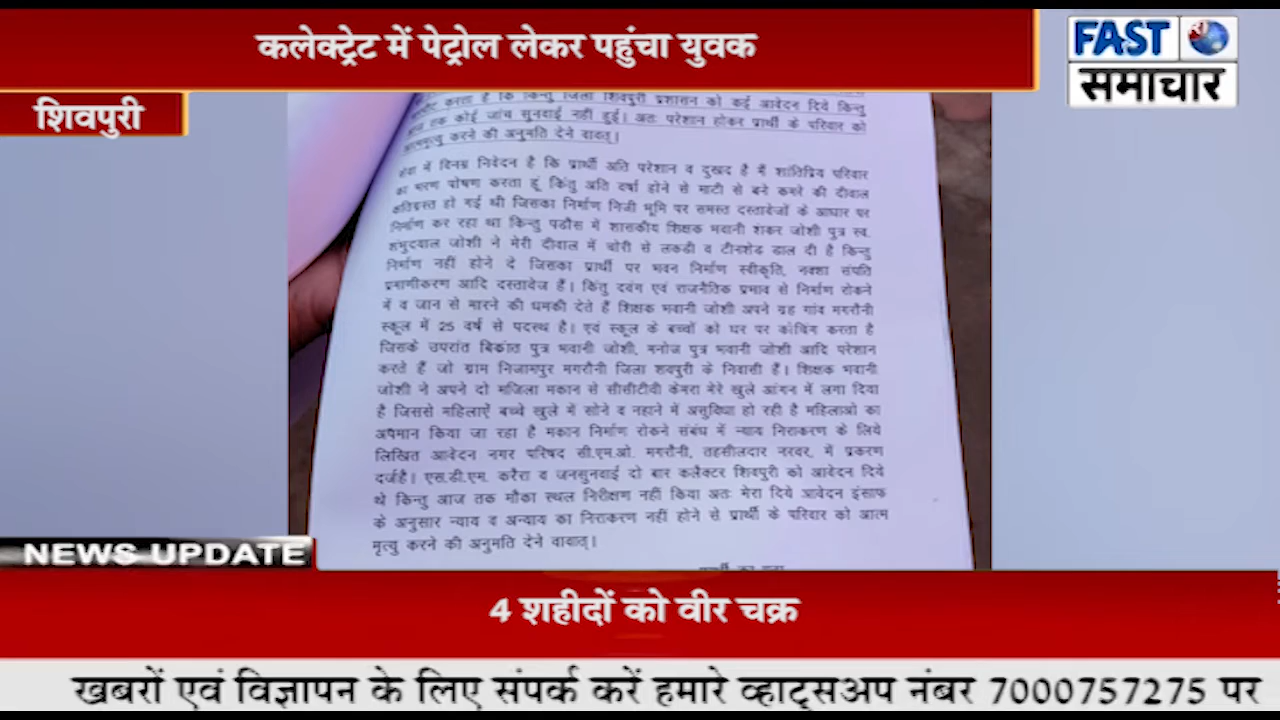 कलेक्ट्रेट में पेट्रोल लेकर पहुंचा युवक
FAST
समाचार
शिवपुरी
करता है कि किन्तु जिला शिवपुरी प्रशासन को कई आवेदन दिये किन्तु
तक कोई जांच सुनवाई नहीं हुई। अतः परेशान होकर प्रार्थी के परिवार को
आत्ममृत्यु करने की अनुमति देने वावत्।
सेवा में विनम्र निवेदन है कि प्रार्थी अति परेशान व दुखद है मैं शांतिप्रिय परिवार
का भरण पोषण करता हूं किंतु अति वर्षा होने से माटी से बने कमरे की दीवाल
क्षतिग्रस्त हो गई थी जिसका निर्माण निजी भूमि पर समस्त दस्तावेजों के आधार पर
निर्माण कर रहा था किन्तु पडौस में शासकीय शिक्षक भवानी शंकर जोशी पुत्र स्व.
शंभुदयाल जोशी ने मेरी दीवाल में चोरी से लकडी व टीनशेड डाल दी है किन्तु
निर्माण नहीं होने दे जिसका प्रार्थी पर भवन निर्माण स्वीकृति, नक्शा संपति
प्रमाणीकरण आदि दस्तावेज हैं। किंतु दवंग एवं राजनैतिक प्रभाव से निर्माण रोकने
में व जान से मारने की धमकी देते हैं शिक्षक भवानी जोशी अपने ग्रह गांव मगरौनी
स्कूल में 25 वर्ष से पदस्थ है। एवं स्कूल के बच्चों को घर पर कोचिंग करता है
जिसके उपरांत बिक्रांत पुत्र भवानी जोशी, मनोज पुत्र भवानी जोशी आदि परेशान
करते हैं जो ग्राम निजामपुर मगरौनी जिला शवपुरी के निवासी हैं। शिक्षक भवानी
जोशी ने अपने दो मजिला मकान से सीसीटीवी केमरा मेरे खुले आंगन में लगा दिया
है जिससे महिलाऐं बच्चे खुले में सोने व नहाने में असुविधा हो रही है महिलाओ का
अपमान किया जा रहा है मकान निर्माण रोकने संबंध में न्याय निराकरण के लिये
लिखित आवेदन नगर परिषद सी.एम.ओ. मगरौनी, तहसीलदार नरवर, में प्रकरण
दर्जहै। एस.डी.एम. करैरा व जनसुनवाई दो बार कलैक्टर शिवपुरी को आवेदन दिये
थे किन्तु आज तक मौका स्थल निरीक्षण नहीं किया अतः मेरा दिये आवेदन इंसाफ
के अनुसार न्याय व अन्याय का निराकरण नहीं होने से प्रार्थी के परिवार को आत्म
मृत्यु करने की अनुमति देने वावात्।
NEWS UPDATE
4 शहीदों को वीर चक्र
खबरों एवं विज्ञापन के लिए संपर्क करें हमारे व्हाट्सअप नंबर 7000757275 पर